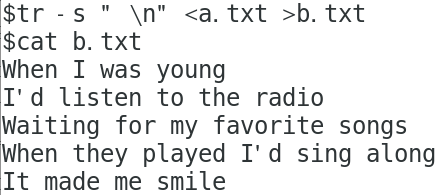 $tr -s " \n" <a.txt >b.txt
$cat b.txt
When I was young
I'd listen to the radio
Waiting for my favorite songs
When they played I'd sing along
It made me smile